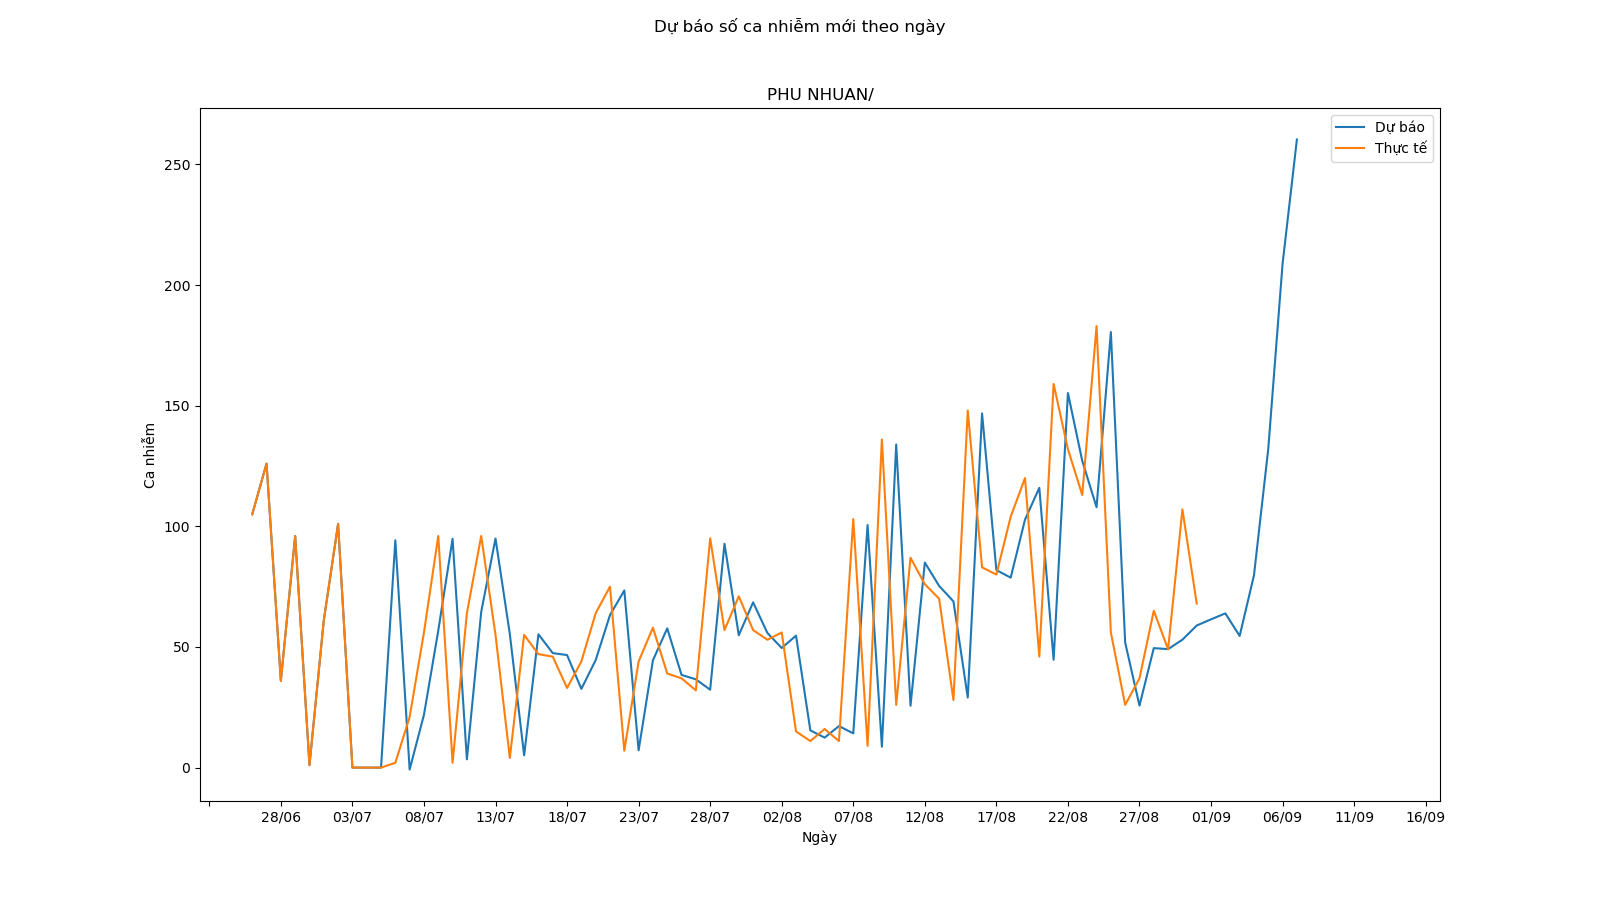 Dự báo số ca nhiễm mới theo ngày
PHU NHUAN/
Dự báo
Thực tế
250
200
150
100
50
0
Ca nhiễm
28/06 03/07 08/07 13/07 18/07 23/07 28/07 02/08 07/08 12/08 17/08 22/08 27/08 01/09 06/09 11/09 16/09
Ngày